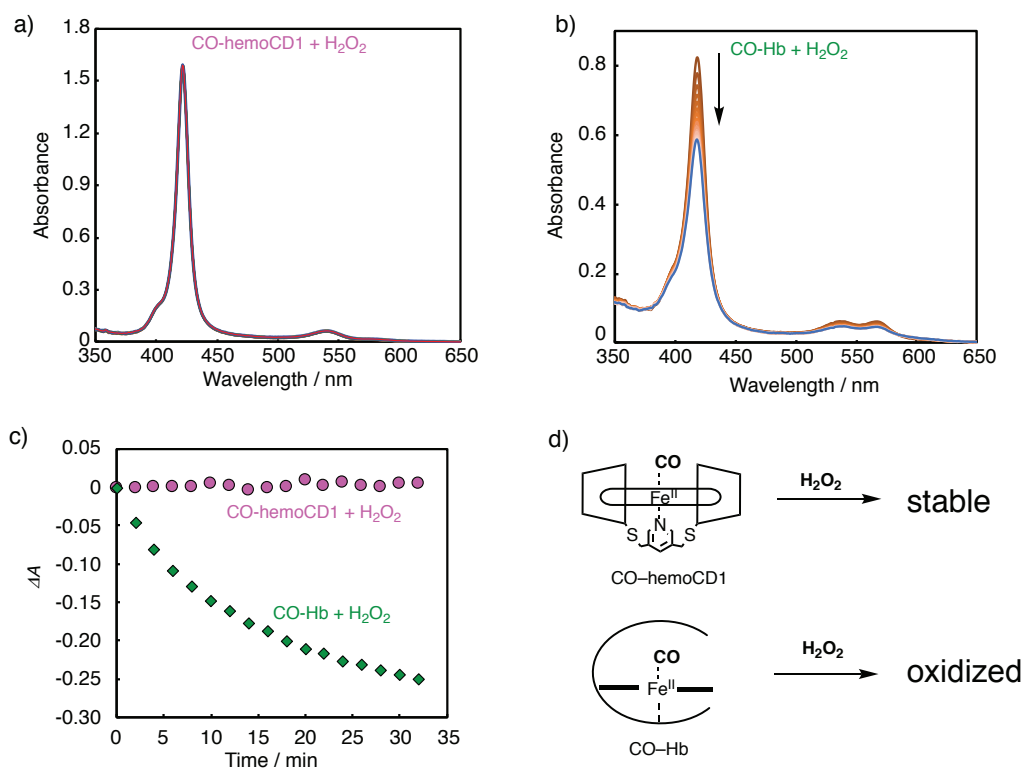 a)
CO-hemoCD1 + H₂O₂
1.8
1.5
1.2
0.9
0.6
0.3
0
Absorbance
350 400 450 500 550 600 650
Wavelength / nm
b)
CO-Hb + H₂O₂
0.8
0.6
0.4
0.2
0
Absorbance
350 400 450 500 550 600 650
Wavelength / nm
c)
0.05
0
-0.05
-0.10
-0.15
-0.20
-0.25
-0.30
ΔA
CO-hemoCD1 + H₂O₂
CO-Hb + H₂O₂
0 5 10 15 20 25 30 35
Time / min
d)
CO
Feᴵᴵ
N
S S
CO–hemoCD1
H₂O₂
stable
CO
Feᴵᴵ
CO–Hb
H₂O₂
oxidized